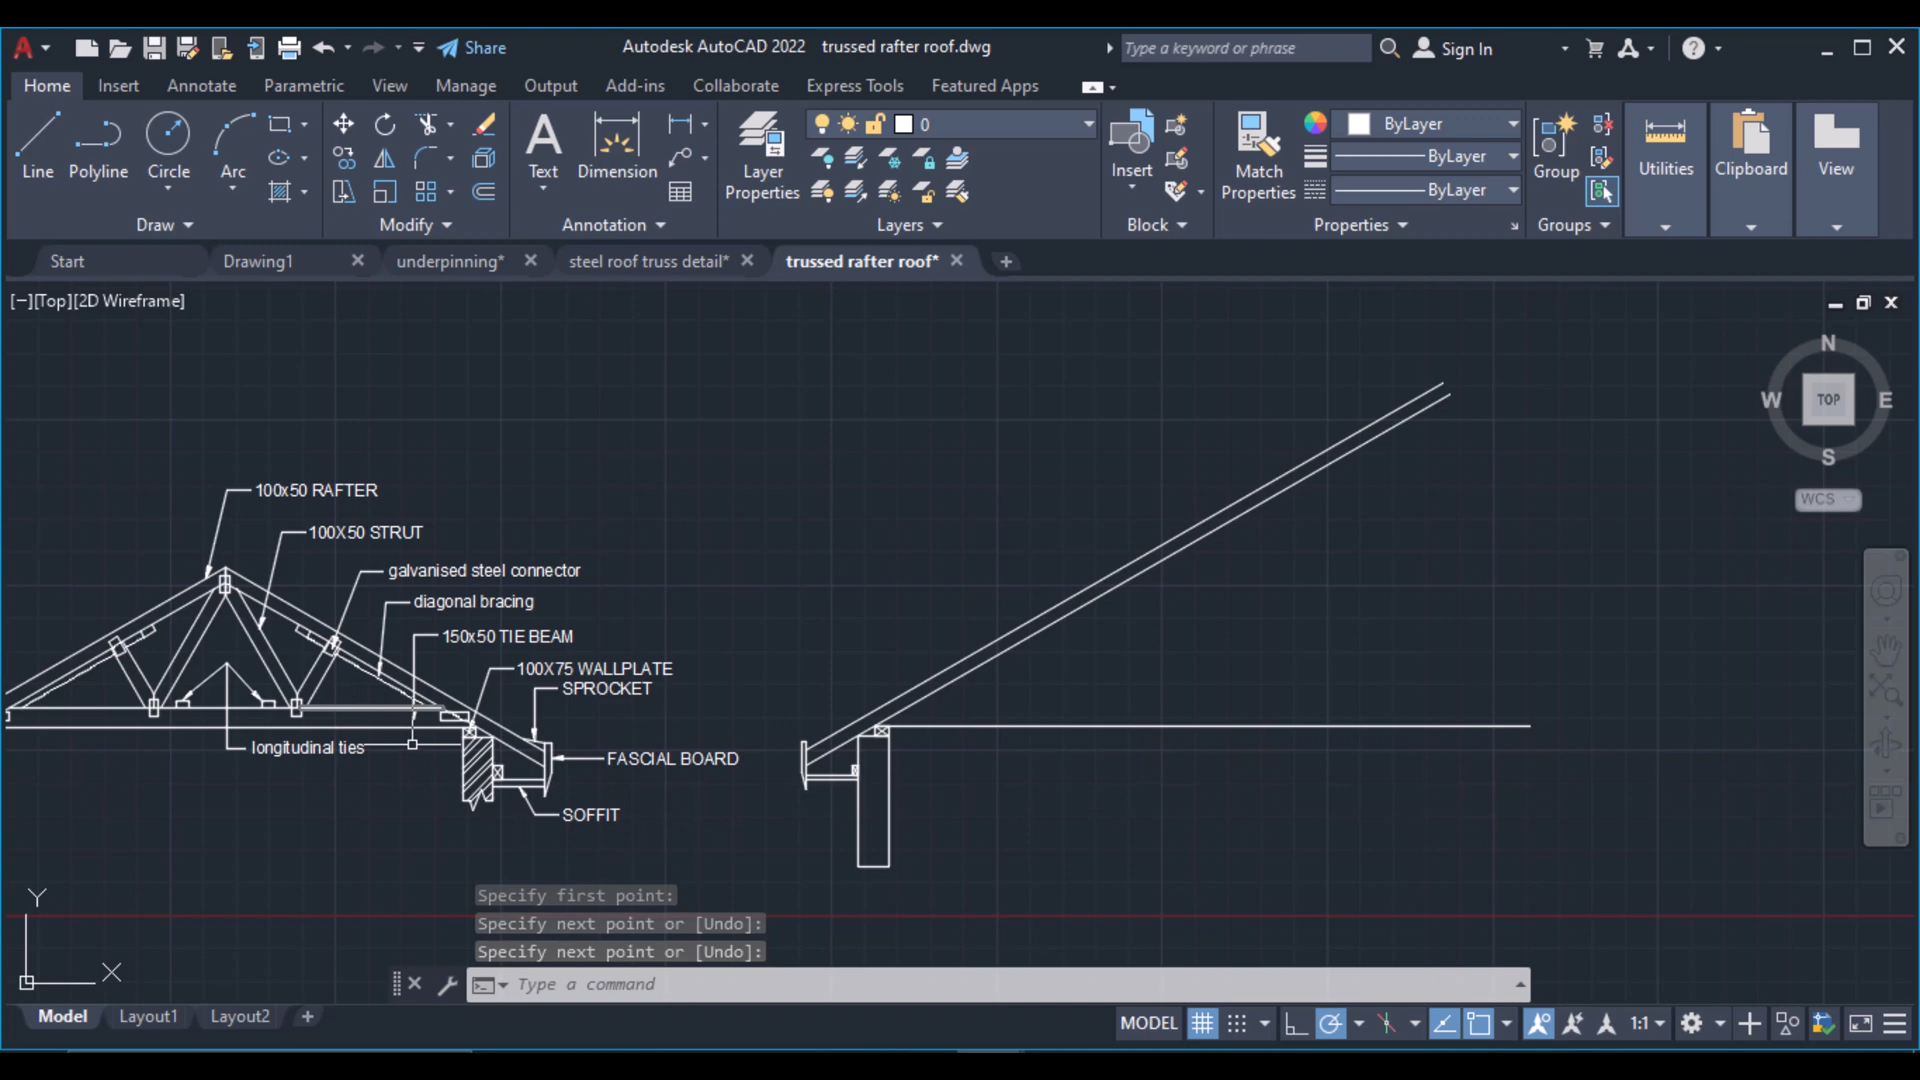 Share
Autodesk AutoCAD 2022 trussed rafter roof.dwg
Type a keyword or phrase
Sign In
Home Insert Annotate Parametric View Manage Output Add-ins Collaborate Express Tools Featured Apps
0
ByLayer
ByLayer
ByLayer
Line Polyline Circle Arc
Text Dimension
Layer Properties
Insert
Match Properties
Group
Utilities Clipboard View
Draw Modify Annotation Layers Block Properties Groups
Start Drawing1 underpinning* steel roof truss detail* trussed rafter roof*
[−][Top][2D Wireframe]
N
W TOP E
S
WCS
100x50 RAFTER
100X50 STRUT
galvanised steel connector
diagonal bracing
150x50 TIE BEAM
100X75 WALLPLATE
SPROCKET
longitudinal ties
FASCIAL BOARD
SOFFIT
Y
X
Specify first point:
Specify next point or [Undo]:
Specify next point or [Undo]:
Type a command
Model Layout1 Layout2
MODEL 1:1